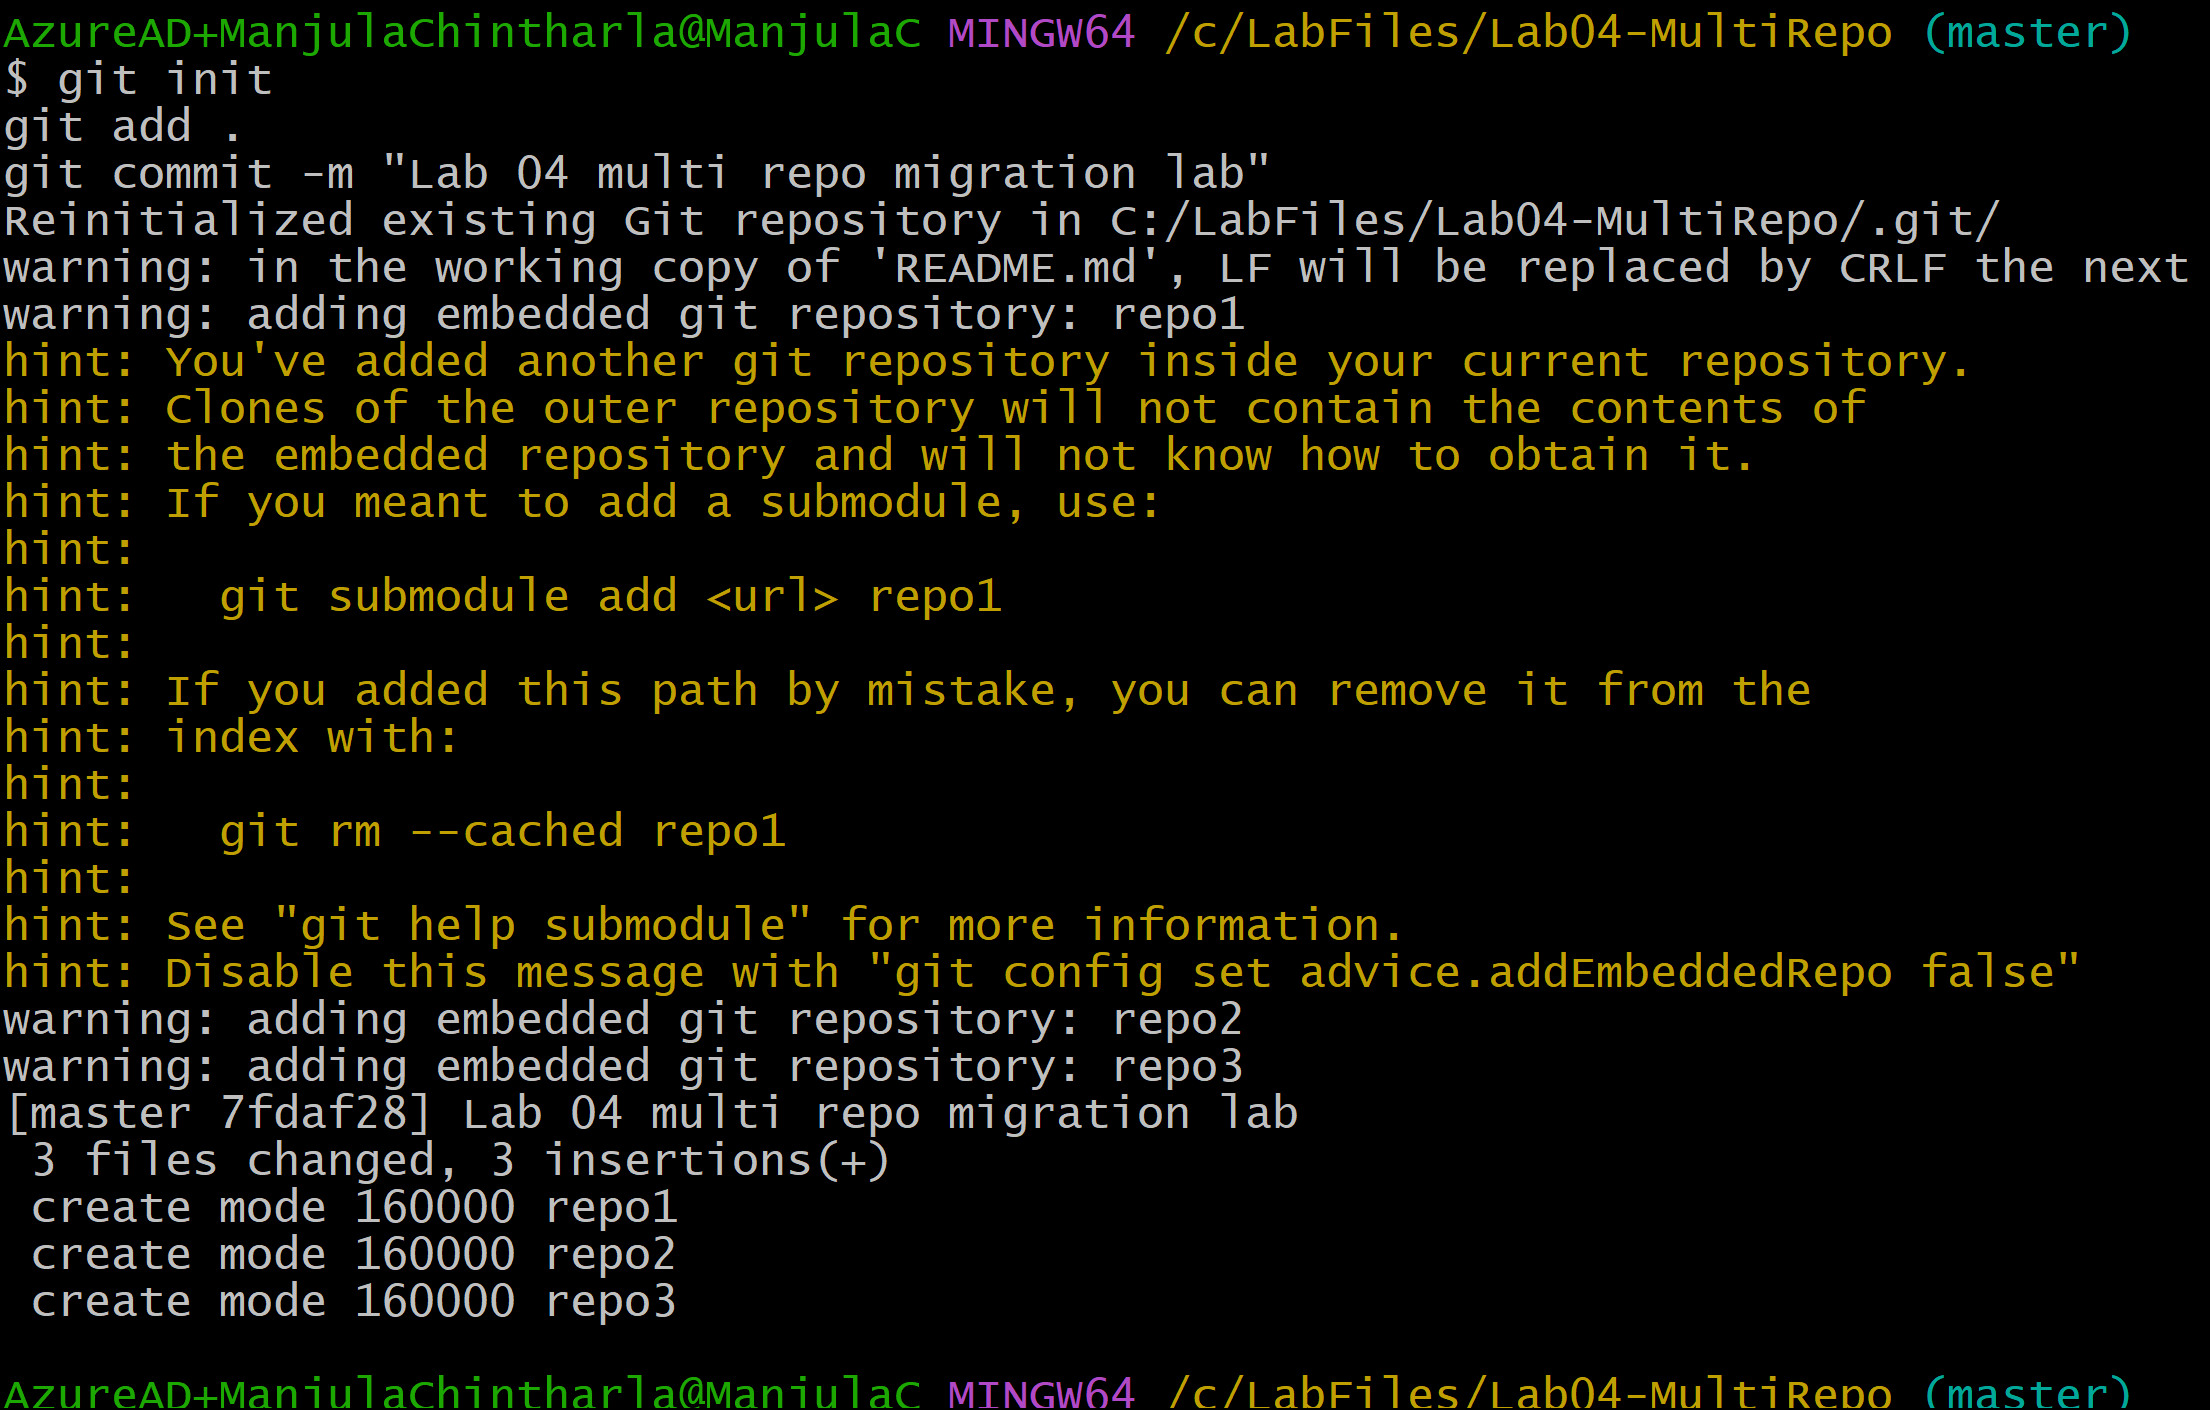 AzureAD+ManjulaChintharla@ManjulaC MINGW64 /c/LabFiles/Lab04-MultiRepo (master)
$ git init
git add .
git commit -m "Lab 04 multi repo migration lab"
Reinitialized existing Git repository in C:/LabFiles/Lab04-MultiRepo/.git/
warning: in the working copy of 'README.md', LF will be replaced by CRLF the next
warning: adding embedded git repository: repo1
hint: You've added another git repository inside your current repository.
hint: Clones of the outer repository will not contain the contents of
hint: the embedded repository and will not know how to obtain it.
hint: If you meant to add a submodule, use:
hint:
hint:   git submodule add <url> repo1
hint:
hint: If you added this path by mistake, you can remove it from the
hint: index with:
hint:
hint:   git rm --cached repo1
hint:
hint: See "git help submodule" for more information.
hint: Disable this message with "git config set advice.addEmbeddedRepo false"
warning: adding embedded git repository: repo2
warning: adding embedded git repository: repo3
[master 7fdaf28] Lab 04 multi repo migration lab
 3 files changed, 3 insertions(+)
 create mode 160000 repo1
 create mode 160000 repo2
 create mode 160000 repo3
AzureAD+ManjulaChintharla@ManjulaC MINGW64 /c/LabFiles/Lab04-MultiRepo (master)